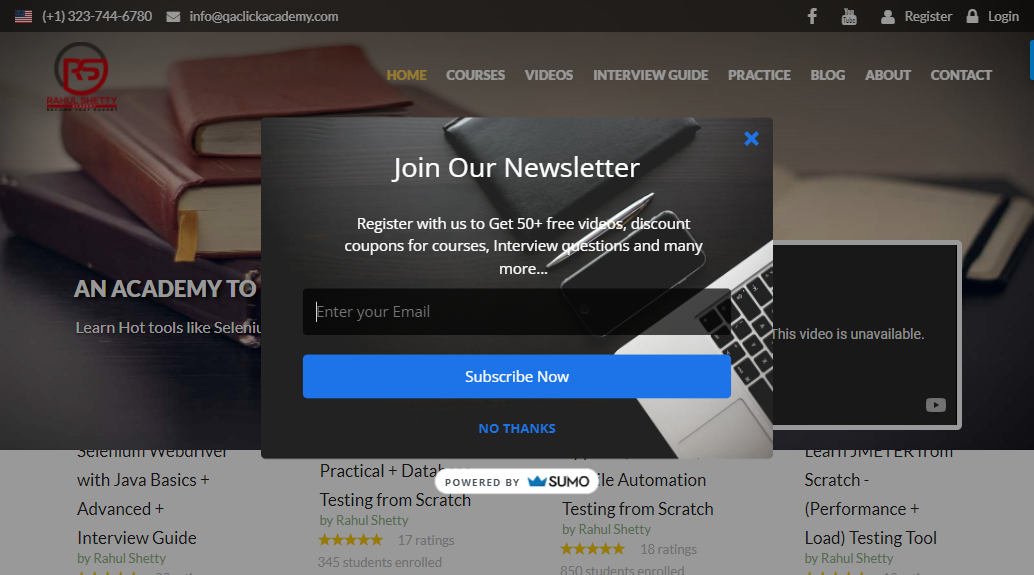 (+1) 323-744-6780 info@qaclickacademy.com Register Login
RS
RAHUL SHETTY
HOME COURSES VIDEOS INTERVIEW GUIDE PRACTICE BLOG ABOUT CONTACT
Join Our Newsletter
Register with us to Get 50+ free videos, discount
coupons for courses, Interview questions and many
more...
AN ACADEMY TO
Learn Hot tools like Seleniu
Enter your Email
This video is unavailable.
Subscribe Now
NO THANKS
POWERED BY SUMO
Selenium Webdriver
with Java Basics +
Advanced +
Interview Guide
by Rahul Shetty
Practical + Datab
Testing from Scratch
by Rahul Shetty
17 ratings
345 students enrolled
ile Automation
Testing from Scratch
by Rahul Shetty
18 ratings
850 students enrolled
Learn JMETER from
Scratch -
(Performance +
Load) Testing Tool
by Rahul Shetty